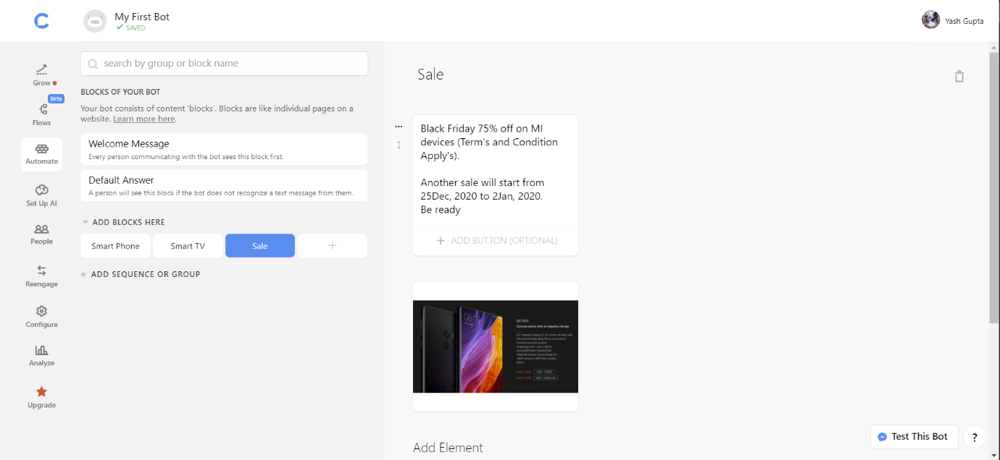 My First Bot
SAVED
Yash Gupta
Grow
Beta
Flows
Automate
Set Up AI
People
Reengage
Configure
Analyze
Upgrade
search by group or block name
BLOCKS OF YOUR BOT
Your bot consists of content 'blocks'. Blocks are like individual pages on a
website. Learn more here.
Welcome Message
Every person communicating with the bot sees this block first.
Default Answer
A person will see this block if the bot does not recognize a text message from them.
ADD BLOCKS HERE
Smart Phone
Smart TV
Sale
+
+ ADD SEQUENCE OR GROUP
Sale
Black Friday 75% off on MI
devices (Term's and Condition
Apply's).
Another sale will start from
25Dec, 2020 to 2Jan, 2020.
Be ready
+ ADD BUTTON (OPTIONAL)
08:16
Mi MIX
Concept phone with an edgeless design
Add Element
Test This Bot
?